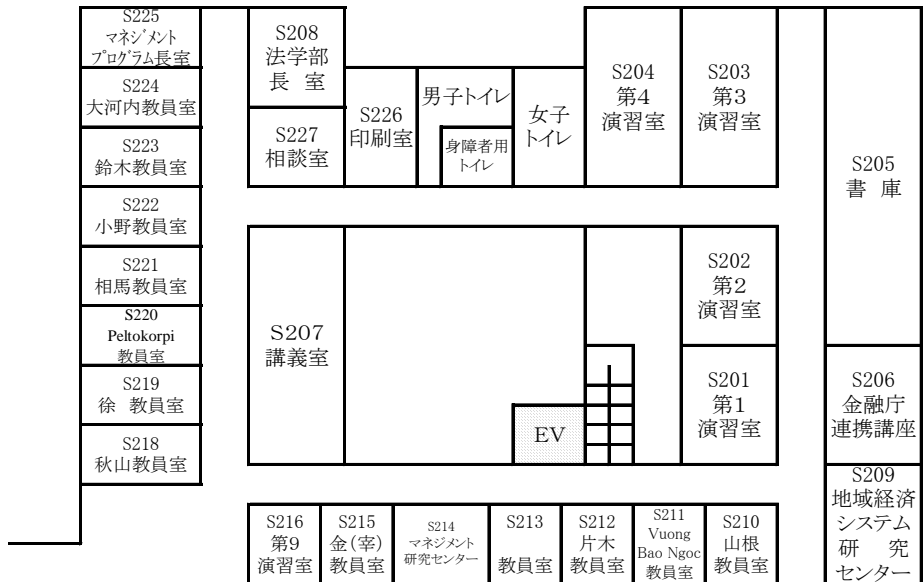 S225
マネジメント
プログラム長室
S224
大河内教員室
S223
鈴木教員室
S222
小野教員室
S221
相馬教員室
S220
Peltokorpi
教員室
S219
徐 教員室
S218
秋山教員室
S208
法学部
長 室
S227
相談室
S226
印刷室
男子トイレ
身障者用
トイレ
女子
トイレ
S204
第4
演習室
S203
第3
演習室
S205
書 庫
S207
講義室
EV
S202
第2
演習室
S201
第1
演習室
S206
金融庁
連携講座
S209
地域経済
システム
研 究
センター
S216
第9
演習室
S215
金(宰)
教員室
S214
マネジメント
研究センター
S213
教員室
S212
片木
教員室
S211
Vuong
Bao Ngoc
教員室
S210
山根
教員室